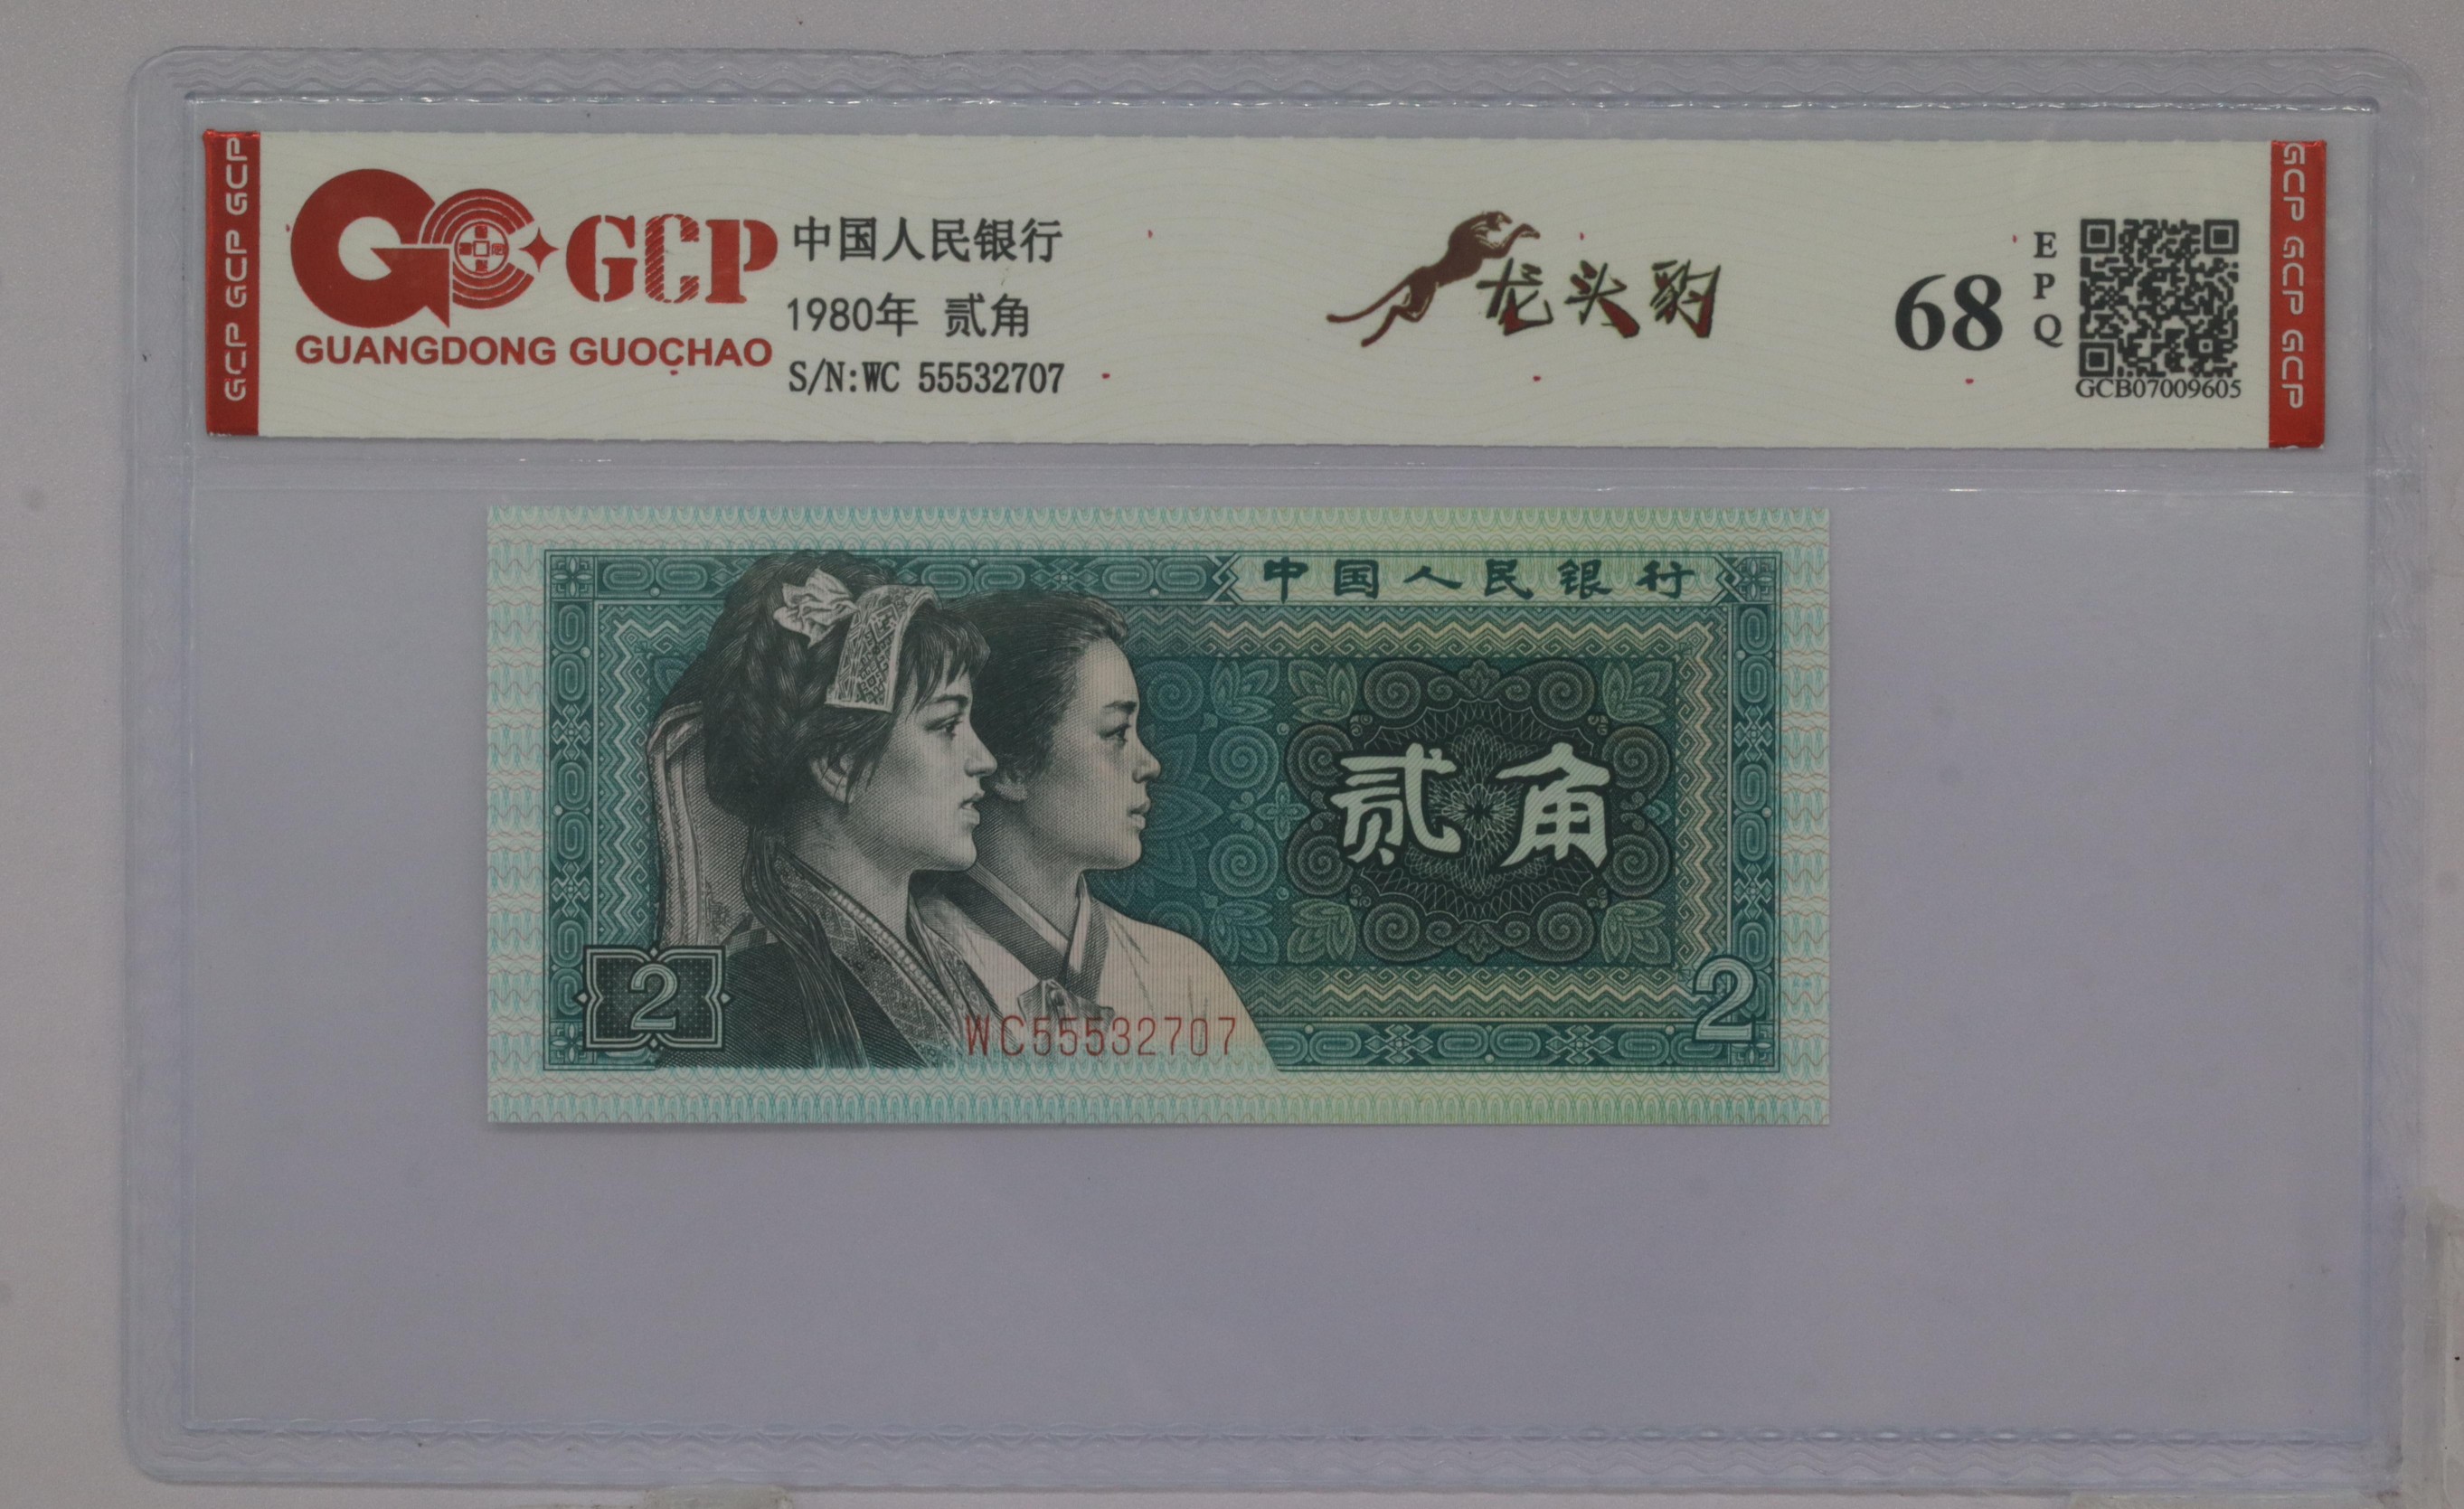 GCP GCP GCP
GCP
GUANGDONG GUOCHAO
中国人民银行
1980年 贰角
S/N:WC 55532707
龙头豹
68
EPQ
GCB07009605
GCP GCP GCP
中国人民银行
贰角
2
2
WC55532707